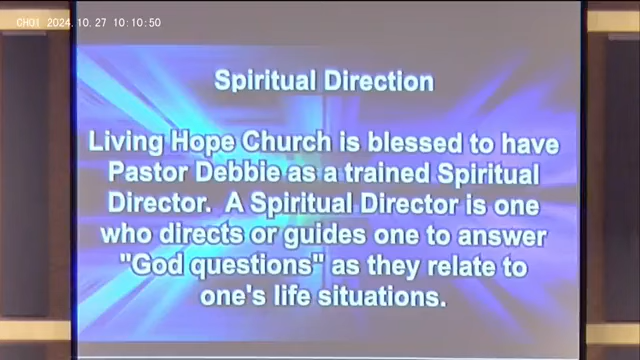 CH01 2024.10.27 10:10:50
Spiritual Direction
Living Hope Church is blessed to have
Pastor Debbie as a trained Spiritual
Director. A Spiritual Director is one
who directs or guides one to answer
"God questions" as they relate to
one's life situations.